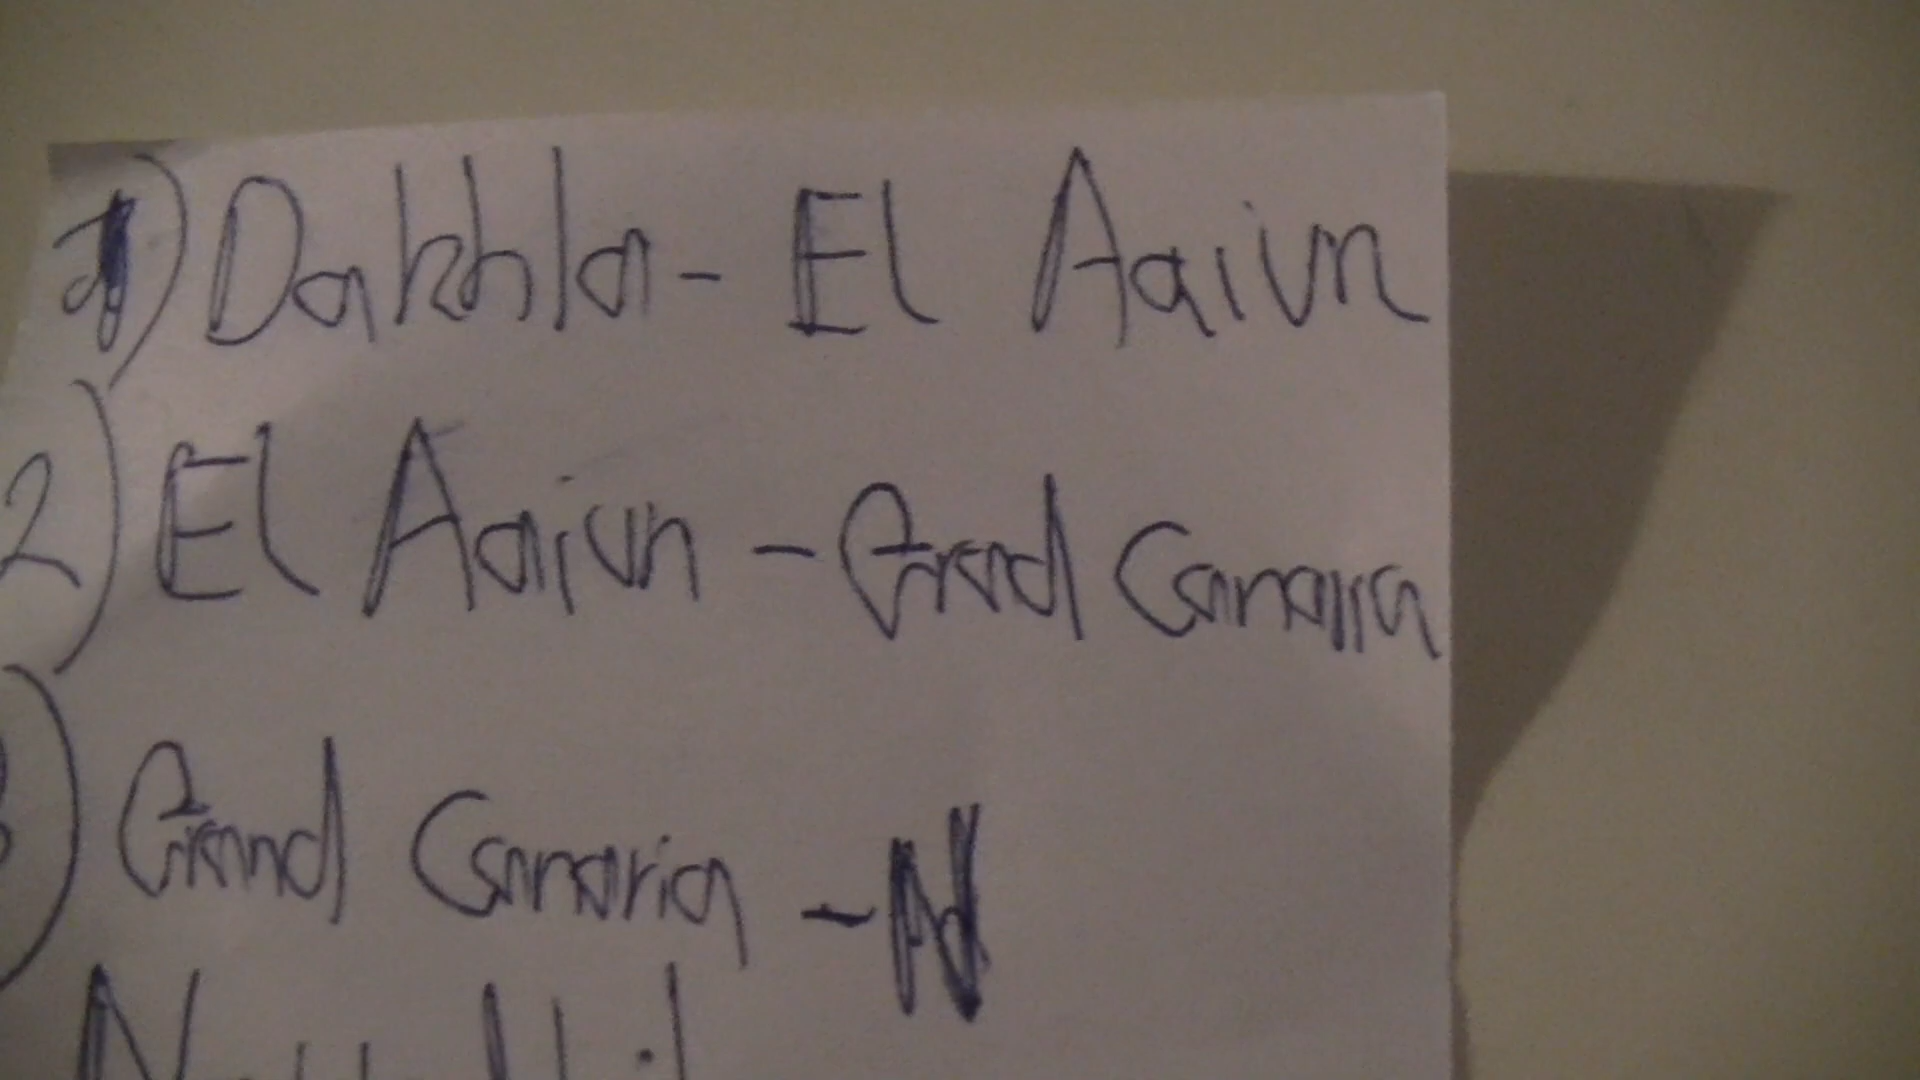 1) Dakhla - El Aaiun
2) El Aaiun - Grand Canaria
3) Grand Canaria - N